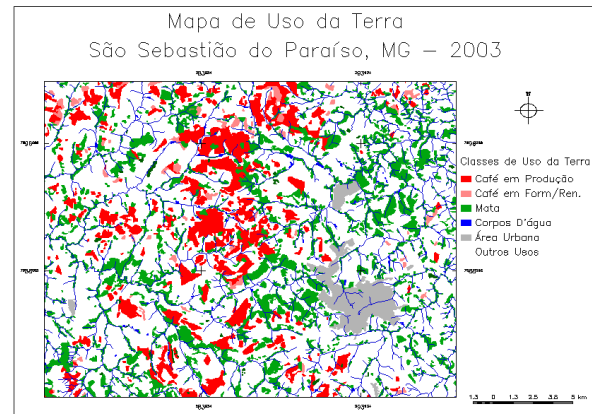 Mapa de Uso da Terra
São Sebastião do Paraíso, MG – 2003
N
Classes de Uso da Terra
Café em Produção
Café em Form/Ren.
Mata
Corpos D'água
Área Urbana
Outros Usos
1.3 0 1.3 2.5 3.8 5 km